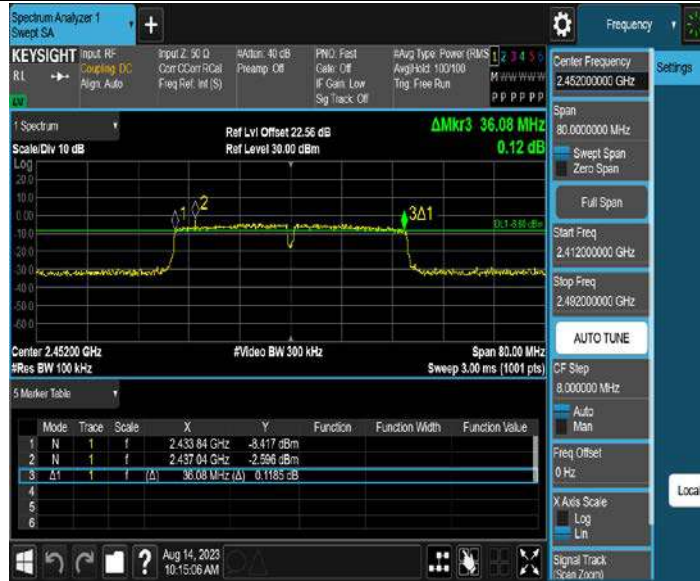 Spectrum Analyzer 1
Swept SA
+
Frequency
KEYSIGHT
RL
LXI
Input: RF
Coupling: DC
Align: Auto
Input Z: 50 Ω
Corr CCorr RCal
Freq Ref: Int (S)
#Atten: 40 dB
Preamp: Off
PNO: Fast
Gate: Off
IF Gain: Low
Sig Track: Off
#Avg Type: Power (RMS
Avg|Hold: 100/100
Trig: Free Run
1 2 3 4 5 6
M W W W W W
P P P P P P
1 Spectrum
Scale/Div 10 dB
Ref Lvl Offset 22.56 dB
Ref Level 30.00 dBm
ΔMkr3 36.08 MHz
0.12 dB
Log
20.0
10.0
0.00
-10.0
-20.0
-30.0
-40.0
-50.0
-60.0
1
2
3Δ1
Center 2.45200 GHz
#Video BW 300 kHz
Span 80.00 MHz
#Res BW 100 kHz
Sweep 3.00 ms (1001 pts)
5 Marker Table
Mode Trace Scale X Y Function Function Width Function Value
1 N 1 f 2.433 84 GHz -8.417 dBm
2 N 1 f 2.437 04 GHz -2.596 dBm
3 Δ1 1 f (Δ) 36.08 MHz (Δ) 0.1185 dB
4
5
6
Aug 14, 2023
10:15:06 AM
?
Center Frequency
2.452000000 GHz
Settings
Span
80.0000000 MHz
Swept Span
Zero Span
Full Span
Start Freq
2.412000000 GHz
Stop Freq
2.492000000 GHz
AUTO TUNE
CF Step
8.000000 MHz
Auto
Man
Freq Offset
0 Hz
X Axis Scale
Log
Lin
Local
Signal Track
(Span Zoom)